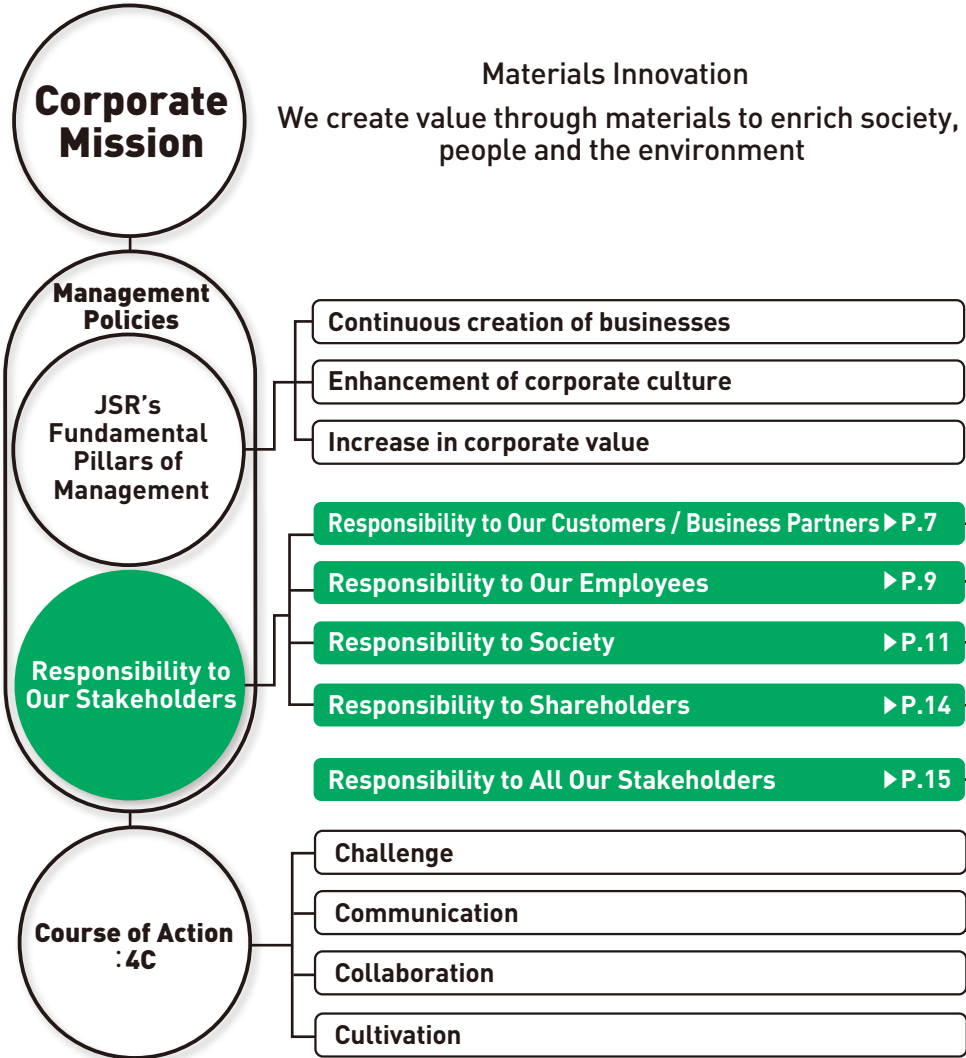 Corporate
Mission
Materials Innovation
We create value through materials to enrich society,
people and the environment
Management
Policies
JSR's
Fundamental
Pillars of
Management
Continuous creation of businesses
Enhancement of corporate culture
Increase in corporate value
Responsibility to
Our Stakeholders
Responsibility to Our Customers / Business Partners ▶P.7
Responsibility to Our Employees ▶P.9
Responsibility to Society ▶P.11
Responsibility to Shareholders ▶P.14
Responsibility to All Our Stakeholders ▶P.15
Course of Action
:4C
Challenge
Communication
Collaboration
Cultivation